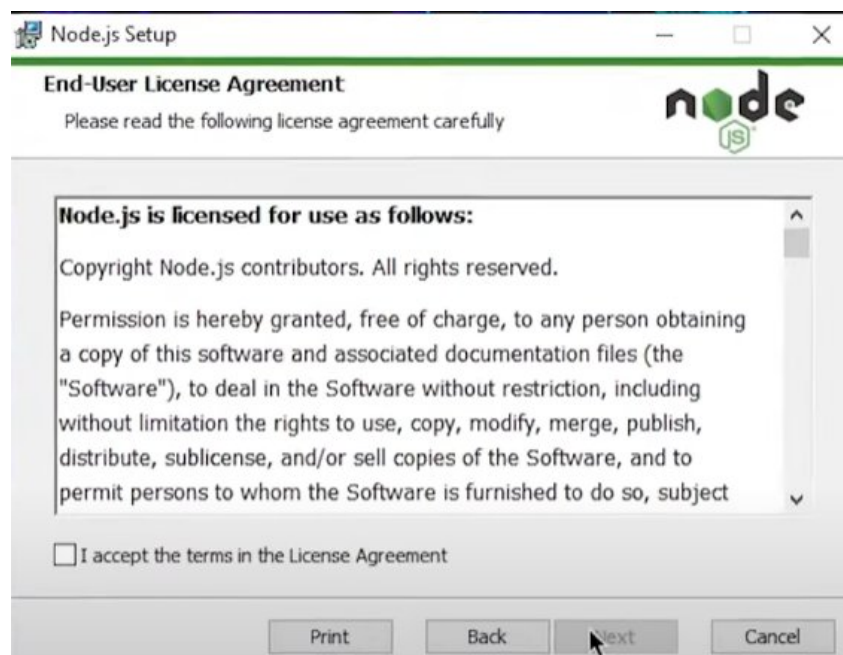 Node.js Setup
End-User License Agreement
Please read the following license agreement carefully
node
JS
Node.js is licensed for use as follows:
Copyright Node.js contributors. All rights reserved.
Permission is hereby granted, free of charge, to any person obtaining
a copy of this software and associated documentation files (the
"Software"), to deal in the Software without restriction, including
without limitation the rights to use, copy, modify, merge, publish,
distribute, sublicense, and/or sell copies of the Software, and to
permit persons to whom the Software is furnished to do so, subject
I accept the terms in the License Agreement
Print Back Next Cancel